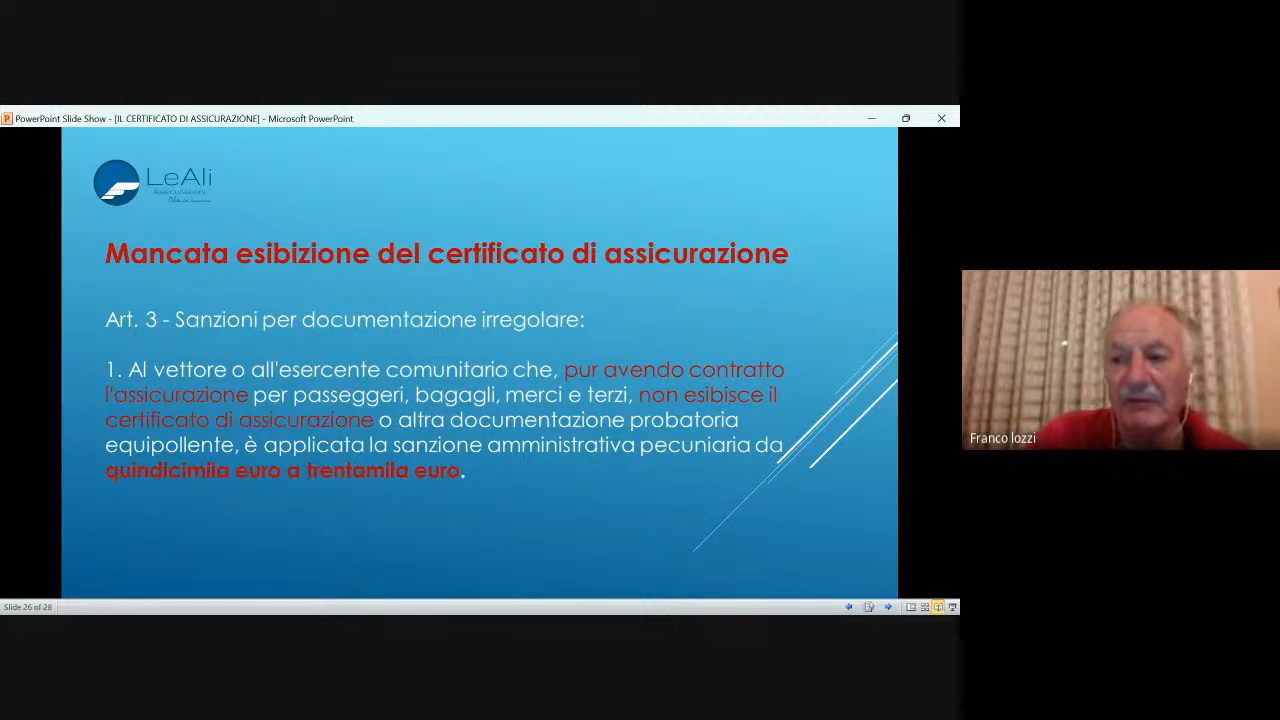 PowerPoint Slide Show - [IL CERTIFICATO DI ASSICURAZIONE] - Microsoft PowerPoint
LeAli
Assicurazioni
Mancata esibizione del certificato di assicurazione
Art. 3 - Sanzioni per documentazione irregolare:
1. Al vettore o all'esercente comunitario che, pur avendo contratto
l'assicurazione per passeggeri, bagagli, merci e terzi, non esibisce il
certificato di assicurazione o altra documentazione probatoria
equipollente, è applicata la sanzione amministrativa pecuniaria da
quindicimila euro a trentamila euro.
Franco Iozzi
Slide 26 of 28